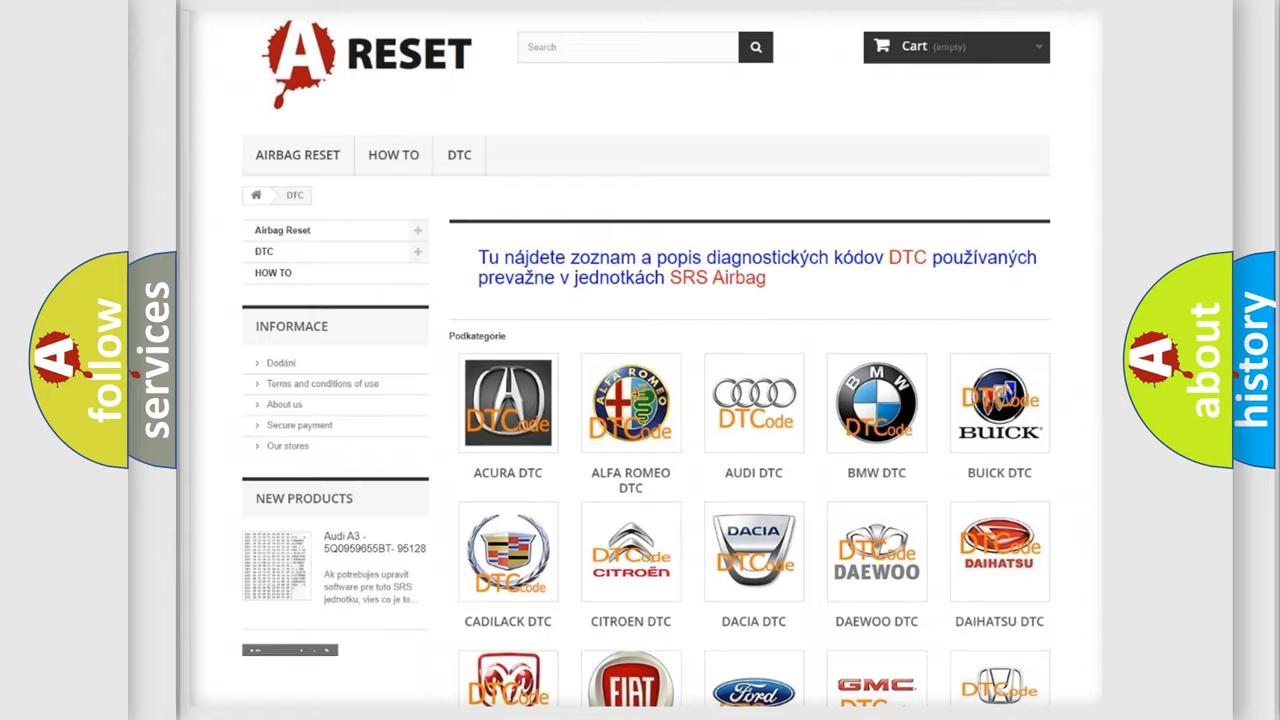 A RESET
Search
Cart (empty)
AIRBAG RESET
HOW TO
DTC
DTC
Airbag Reset
DTC
HOW TO
INFORMACE
Dodání
Terms and conditions of use
About us
Secure payment
Our stores
NEW PRODUCTS
Audi A3 -
5Q0959655BT- 95128
Ak potrebujes upravit
software pre tuto SRS
jednotku, vies co je to...
Tu nájdete zoznam a popis diagnostických kódov DTC používaných
prevažne v jednotkách SRS Airbag
Podkategorie
DTCode
ALFA ROMEO
DTCode
DTCode
BMW
DTCode
DTCode
BUICK
ACURA DTC
ALFA ROMEO
DTC
AUDI DTC
BMW DTC
BUICK DTC
DTCode
DTCode
CITROËN
DACIA
DTCode
DTCode
DAEWOO
DTCode
DAIHATSU
CADILACK DTC
CITROEN DTC
DACIA DTC
DAEWOO DTC
DAIHATSU DTC
DTCode
FIAT
Ford
GMC
DTCode
A follow
services
A about
history